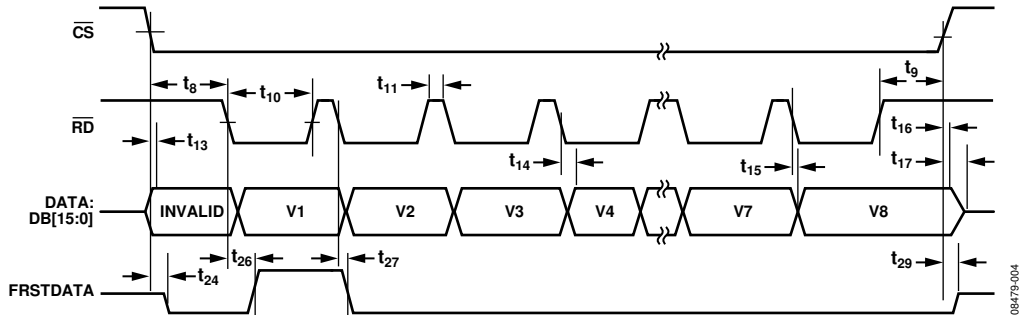 CS
t8
t10
t11
t9
RD
t13
t14
t15
t16
t17
DATA:
DB[15:0]
INVALID
V1
V2
V3
V4
V7
V8
t24
t26
t27
t29
FRSTDATA
08479-004